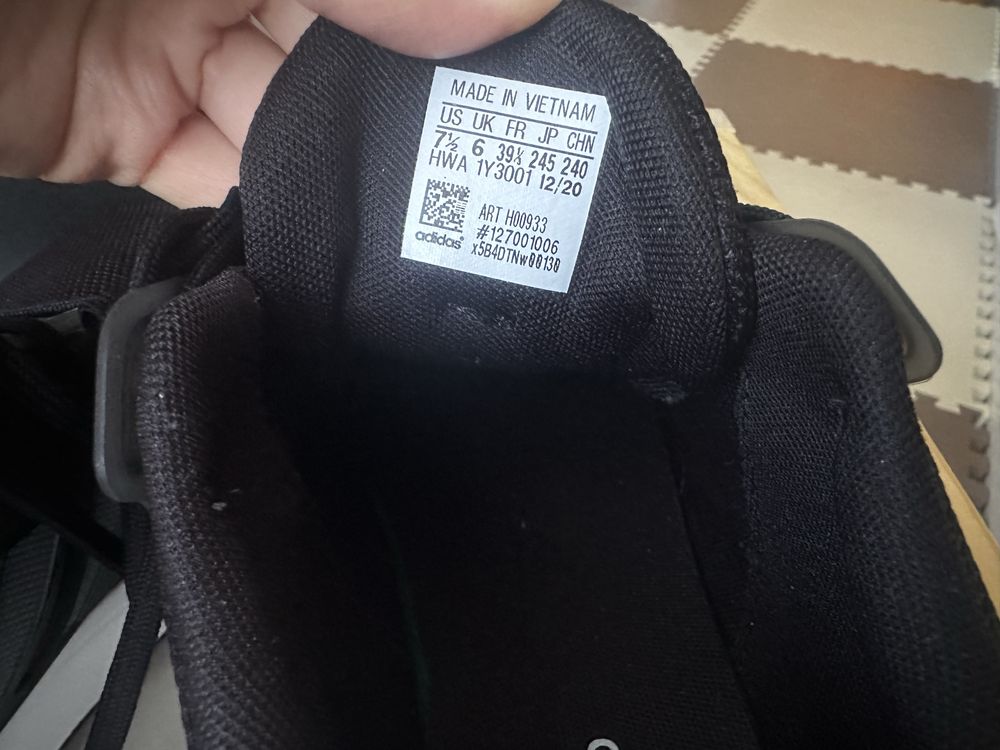 MADE IN VIETNAM
US UK FR JP CHN
7½ 6 39⅓ 245 240
HWA 1Y3001 12/20
ART H00933
#127001006
x5B4DTNw00130
adidas